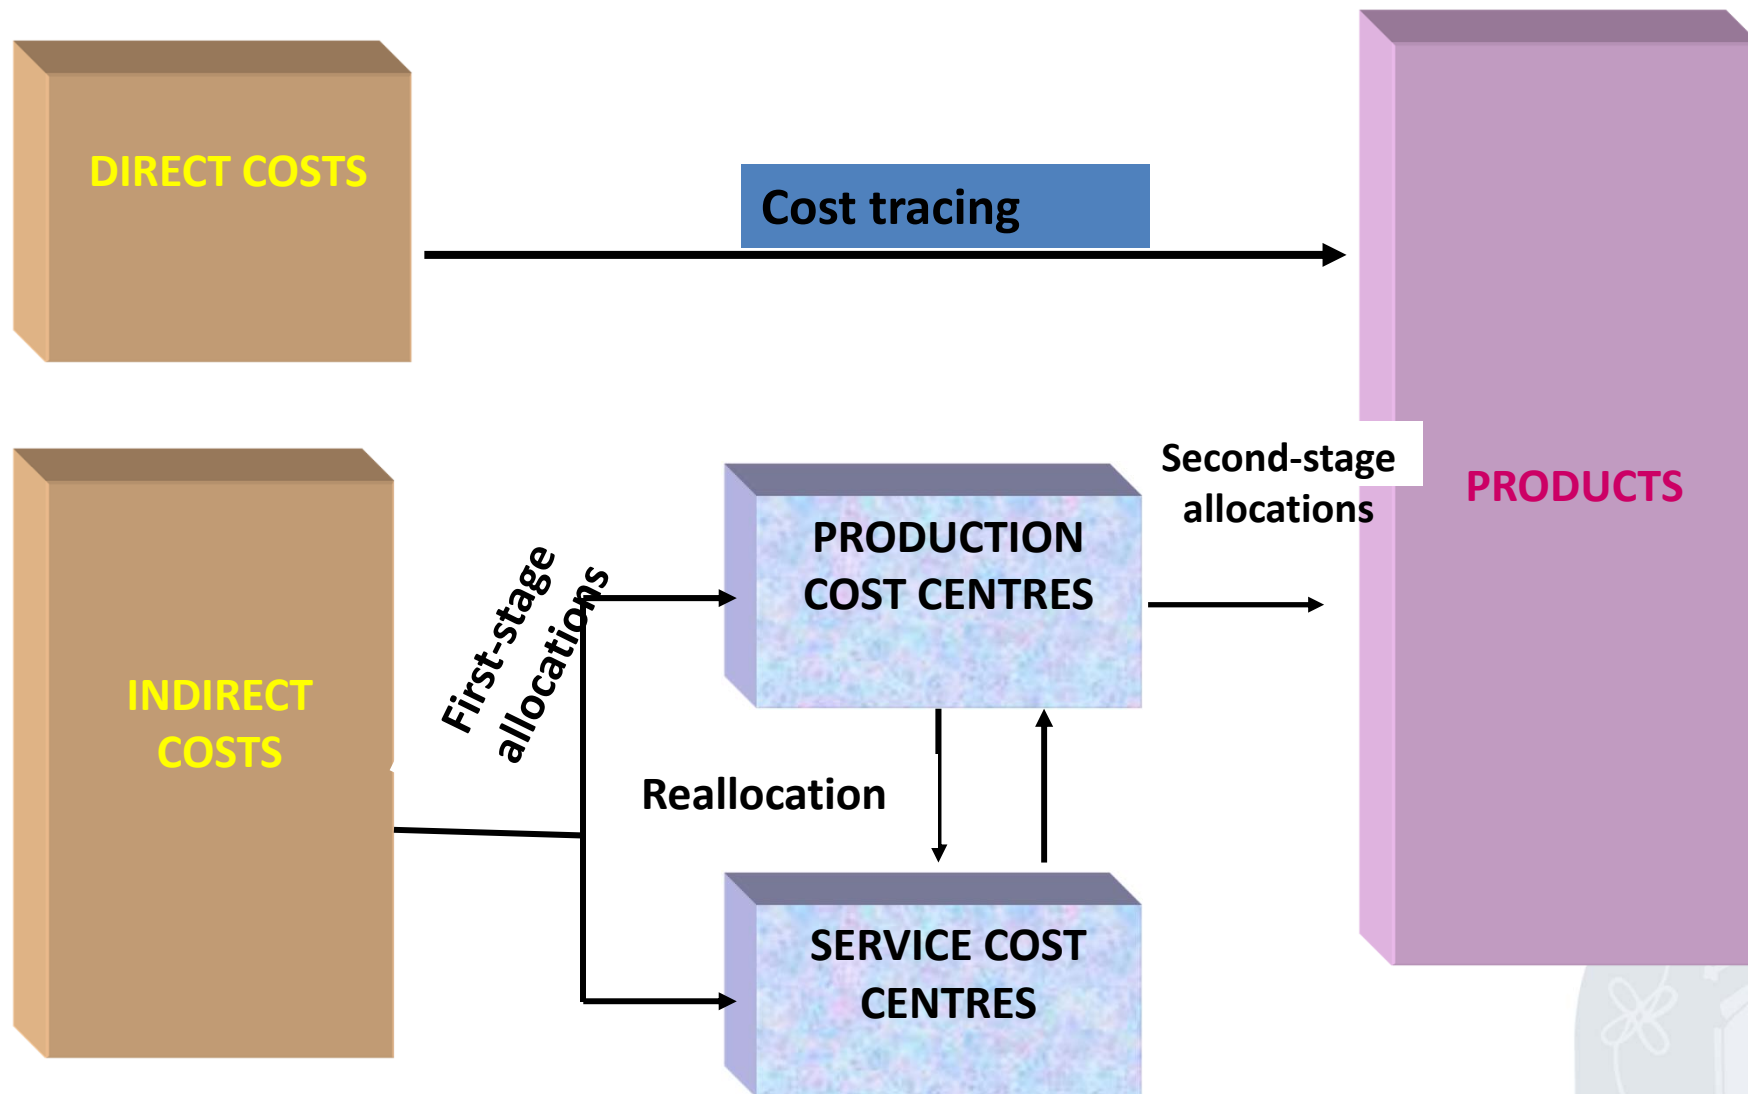 DIRECT COSTS
Cost tracing
Second-stage
allocations
PRODUCTS
PRODUCTION
COST CENTRES
First-stage
allocations
INDIRECT
COSTS
Reallocation
SERVICE COST
CENTRES